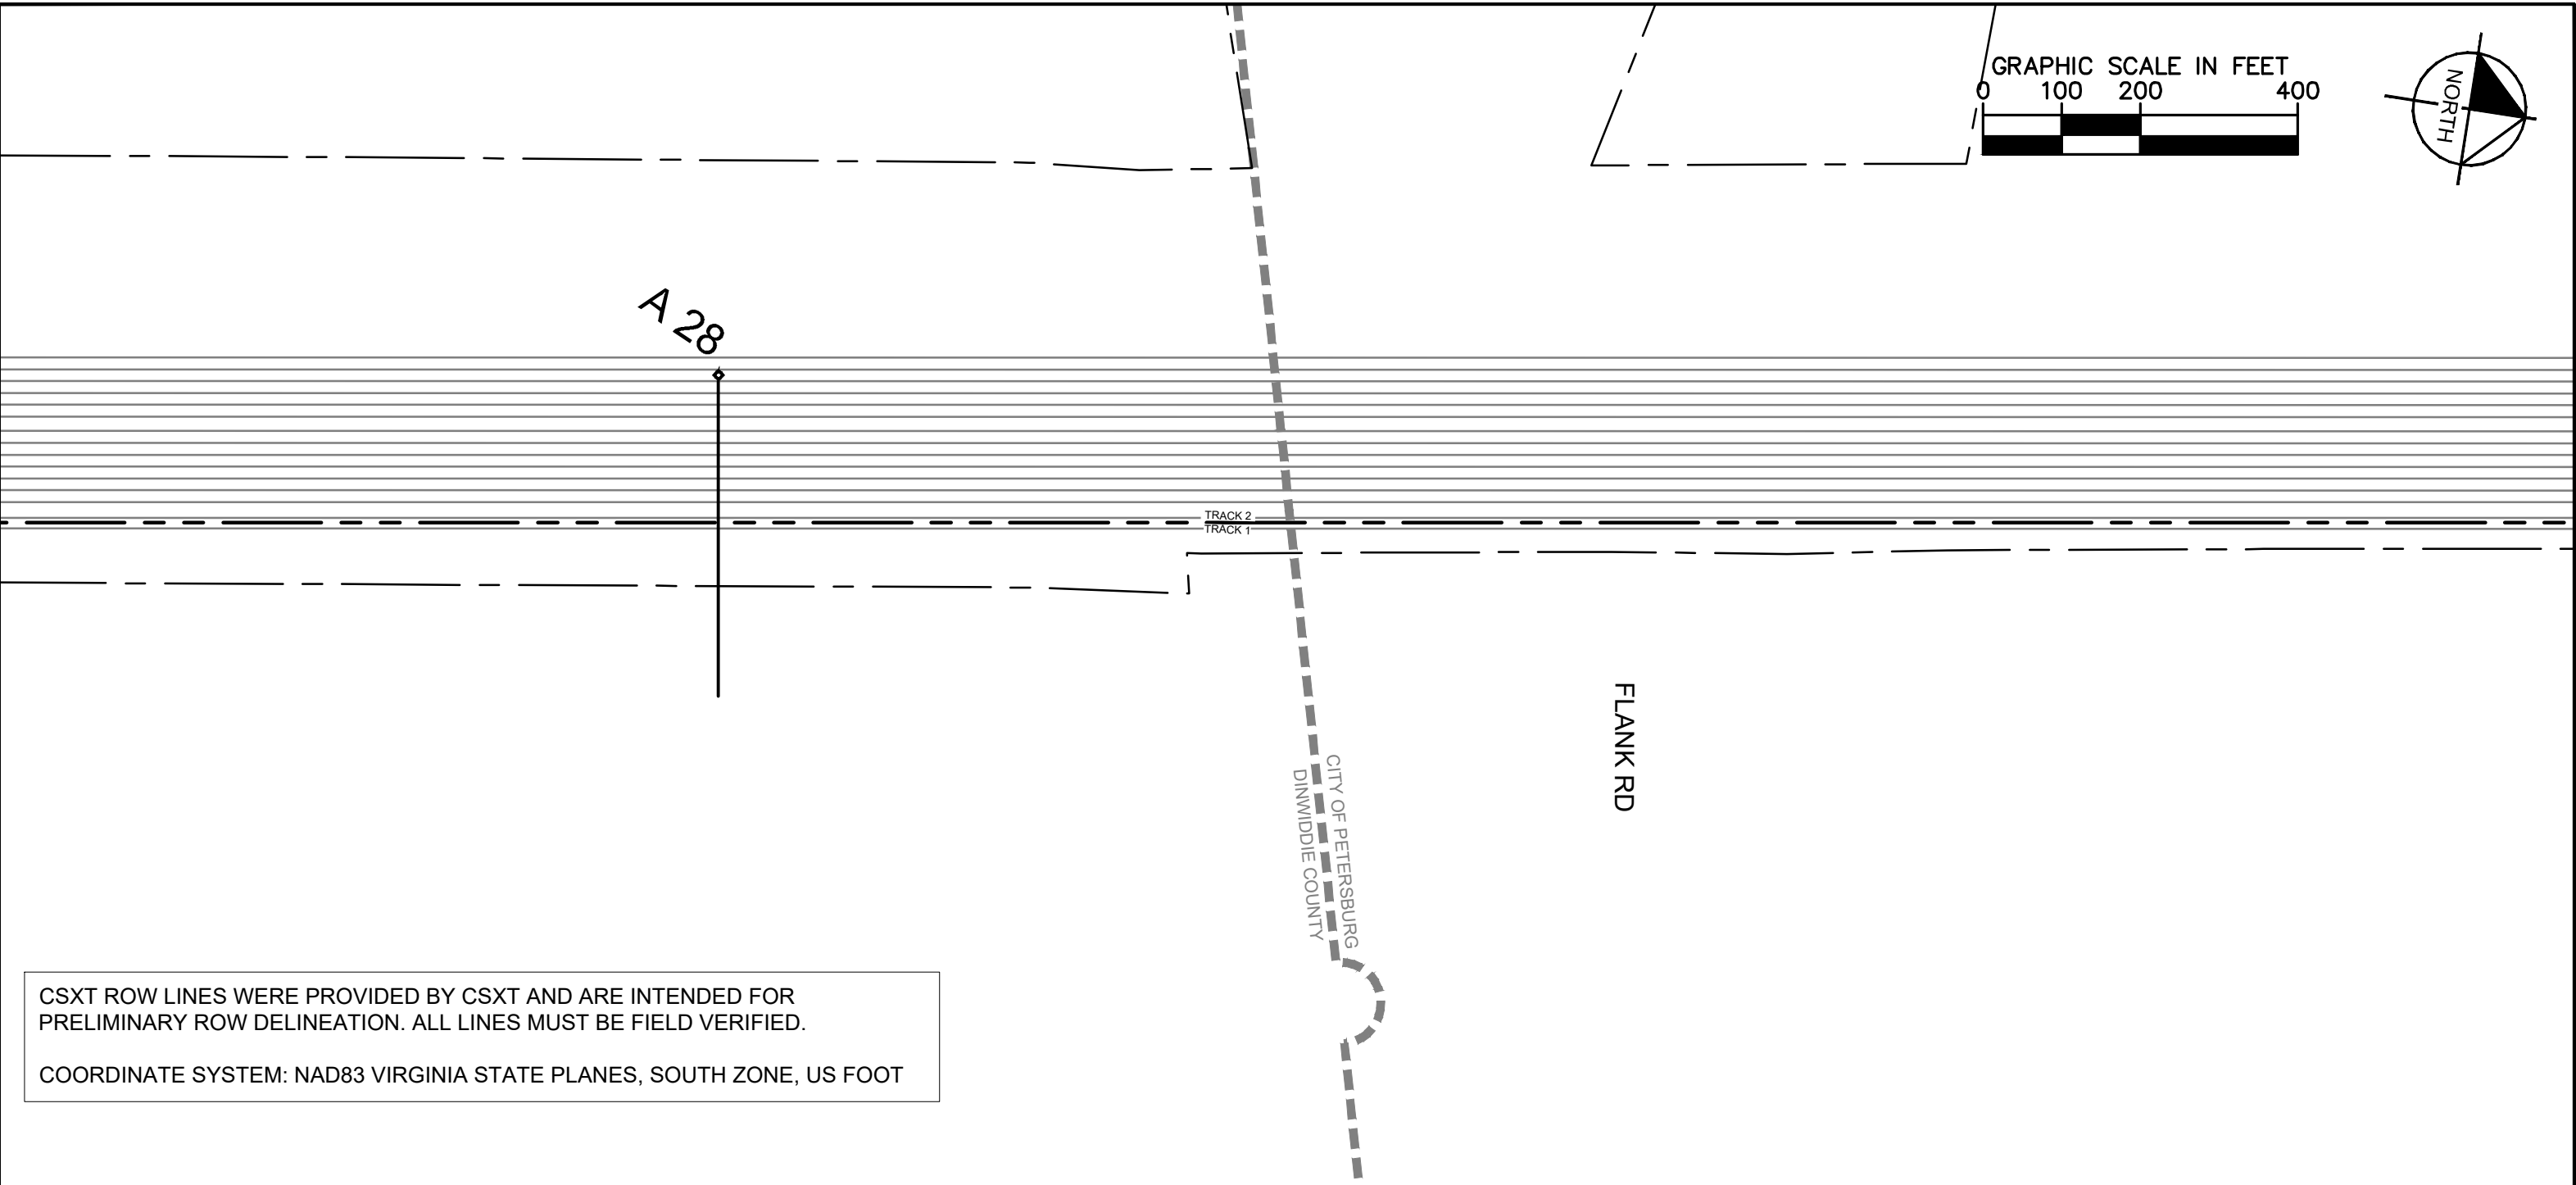 GRAPHIC SCALE IN FEET
0 100 200 400
NORTH
A 28
TRACK 2
TRACK 1
FLANK RD
CITY OF PETERSBURG
DINWIDDIE COUNTY
CSXT ROW LINES WERE PROVIDED BY CSXT AND ARE INTENDED FOR
PRELIMINARY ROW DELINEATION. ALL LINES MUST BE FIELD VERIFIED.
COORDINATE SYSTEM: NAD83 VIRGINIA STATE PLANES, SOUTH ZONE, US FOOT